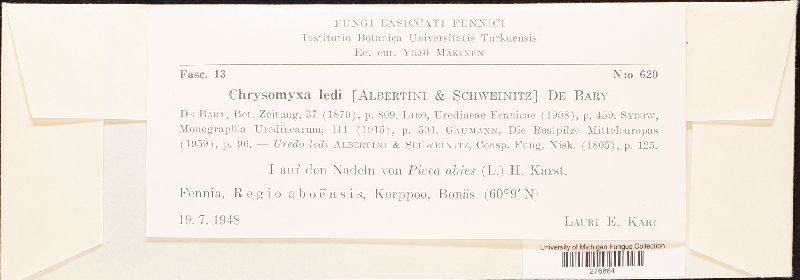 FUNGI EXSICCATI FENNICI
Instituto Botanica Universitatis Turkuensis
Ed. cur. YRJÖ MÄKINEN
Fasc. 13 N:o 620
Chrysomyxa ledi [ALBERTINI & SCHWEINITZ] DE BARY
DE BARY, Bot. Zeitung, 37 (1879), p. 809. LIRO, Uredineae Fennicae (1908), p. 459. SYDOW,
Monographia Uredinearum, III (1915), p. 504. GÄUMANN, Die Rostpilze Mitteleuropas
(1959), p. 96. — Uredo ledi ALBERTINI & SCHWEINITZ, Consp. Fung. Nisk. (1805), p. 125.
I auf den Nadeln von Picea abies (L.) H. Karst.
Fennia, Regio aboënsis, Korppoo, Bonäs (60°9′ N)
19. 7. 1948 LAURI E. KARI
University of Michigan Fungus Collection
276864